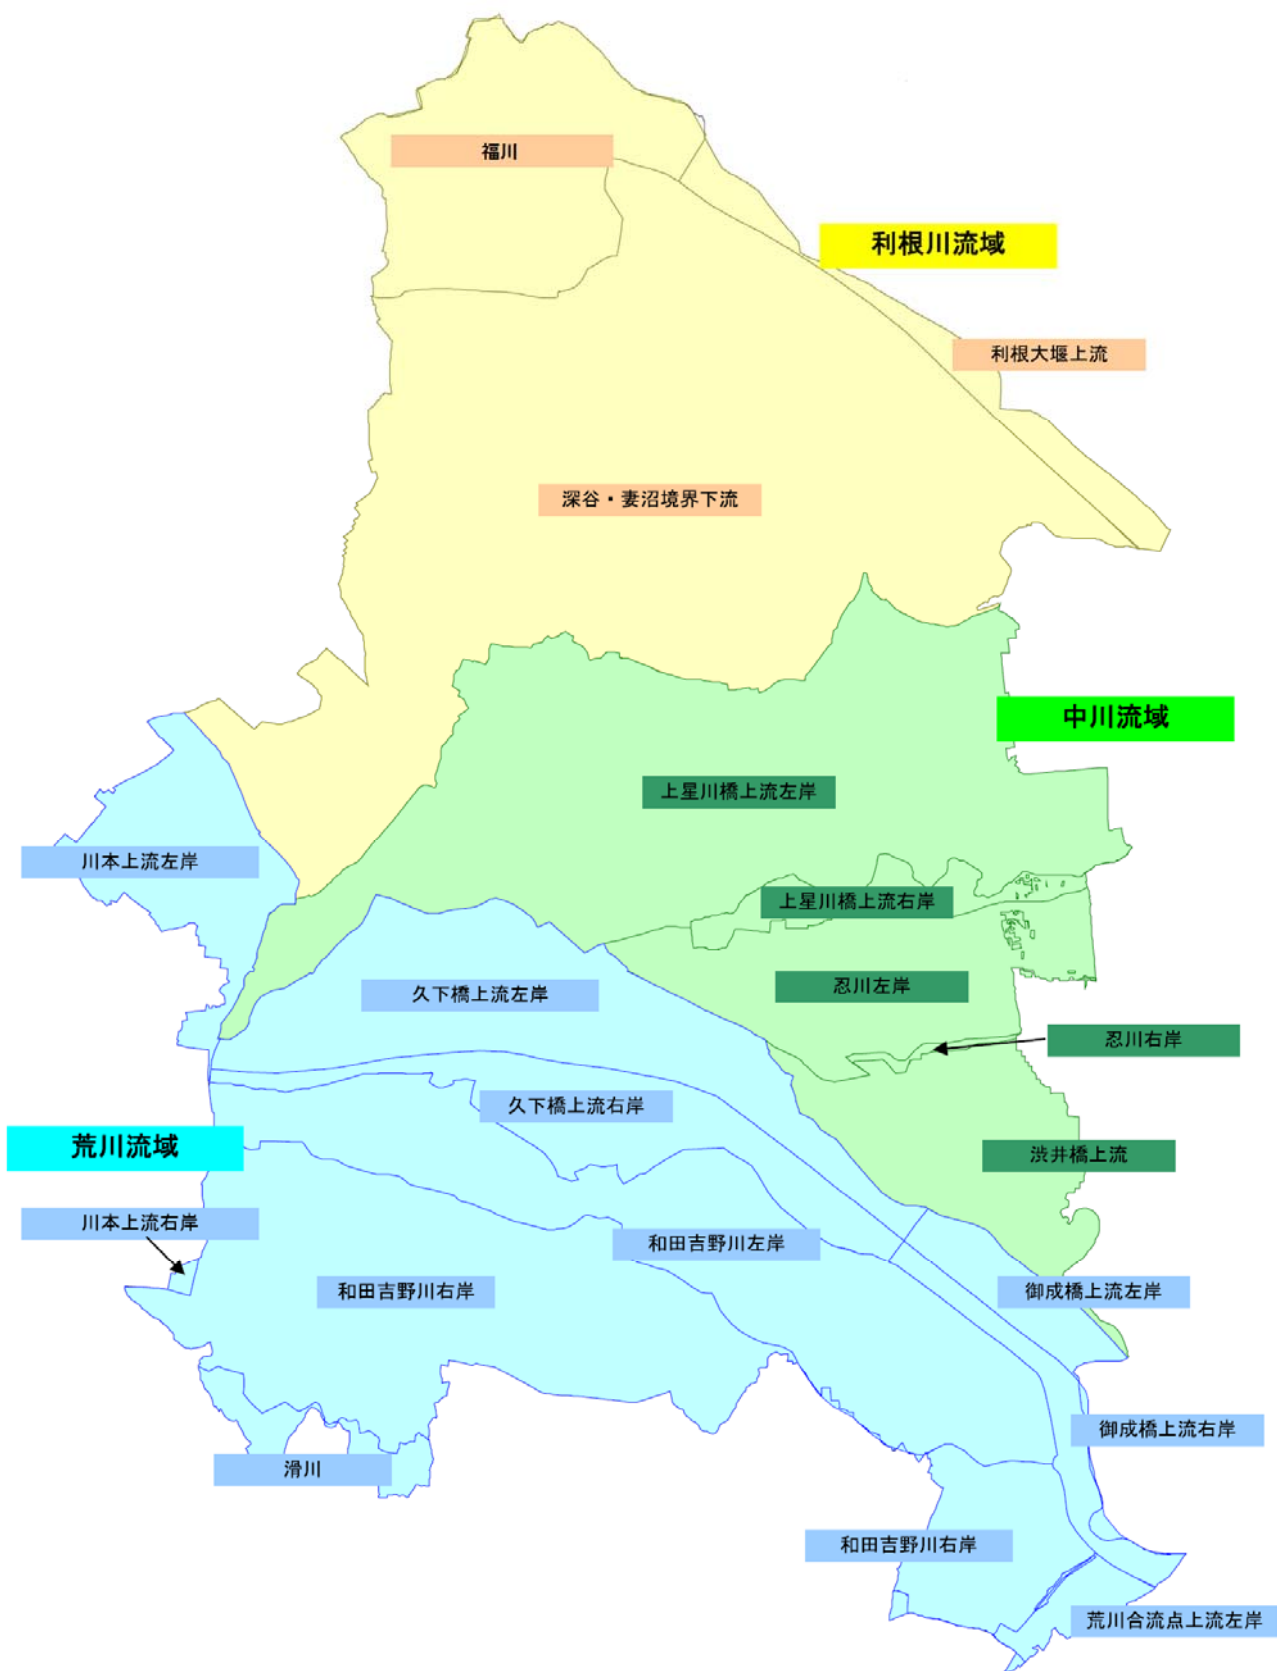 福川
利根川流域
利根大堰上流
深谷・妻沼境界下流
中川流域
上星川橋上流左岸
川本上流左岸
上星川橋上流右岸
忍川左岸
久下橋上流左岸
忍川右岸
久下橋上流右岸
荒川流域
渋井橋上流
川本上流右岸
和田吉野川左岸
和田吉野川右岸
御成橋上流左岸
御成橋上流右岸
滑川
和田吉野川右岸
荒川合流点上流左岸